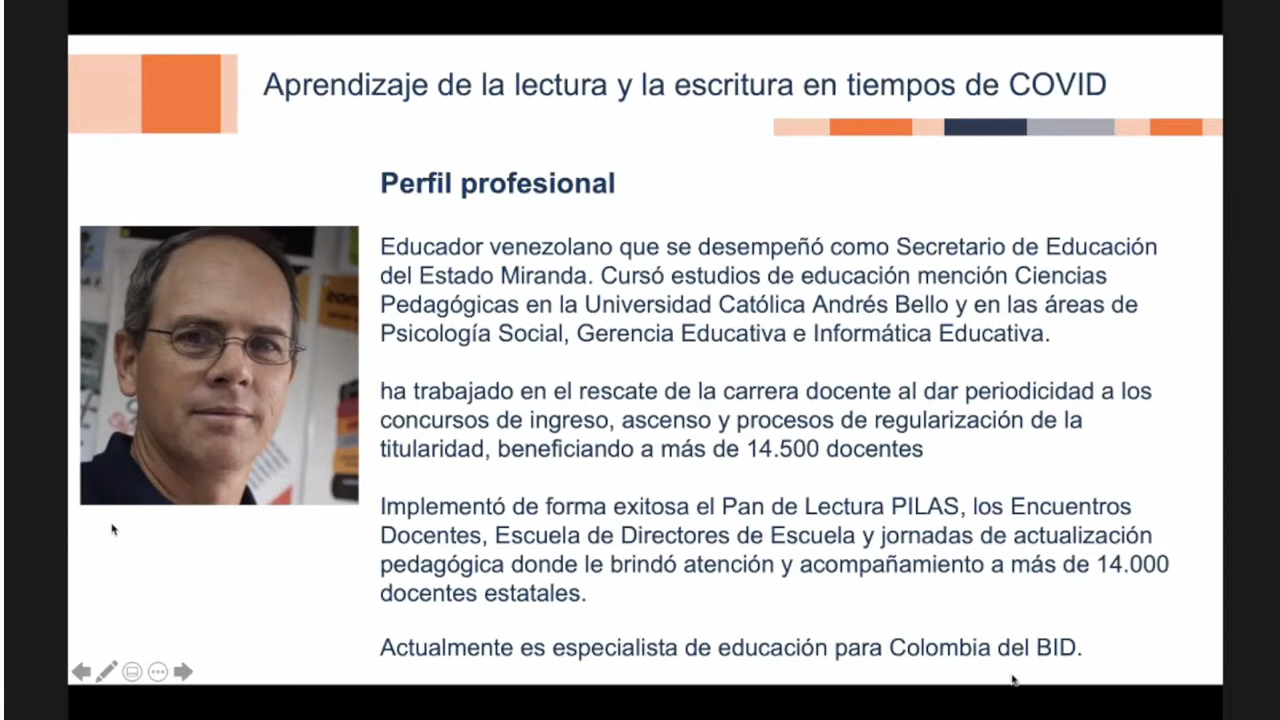 Aprendizaje de la lectura y la escritura en tiempos de COVID
Perfil profesional
Educador venezolano que se desempeñó como Secretario de Educación
del Estado Miranda. Cursó estudios de educación mención Ciencias
Pedagógicas en la Universidad Católica Andrés Bello y en las áreas de
Psicología Social, Gerencia Educativa e Informática Educativa.
ha trabajado en el rescate de la carrera docente al dar periodicidad a los
concursos de ingreso, ascenso y procesos de regularización de la
titularidad, beneficiando a más de 14.500 docentes
Implementó de forma exitosa el Pan de Lectura PILAS, los Encuentros
Docentes, Escuela de Directores de Escuela y jornadas de actualización
pedagógica donde le brindó atención y acompañamiento a más de 14.000
docentes estatales.
Actualmente es especialista de educación para Colombia del BID.